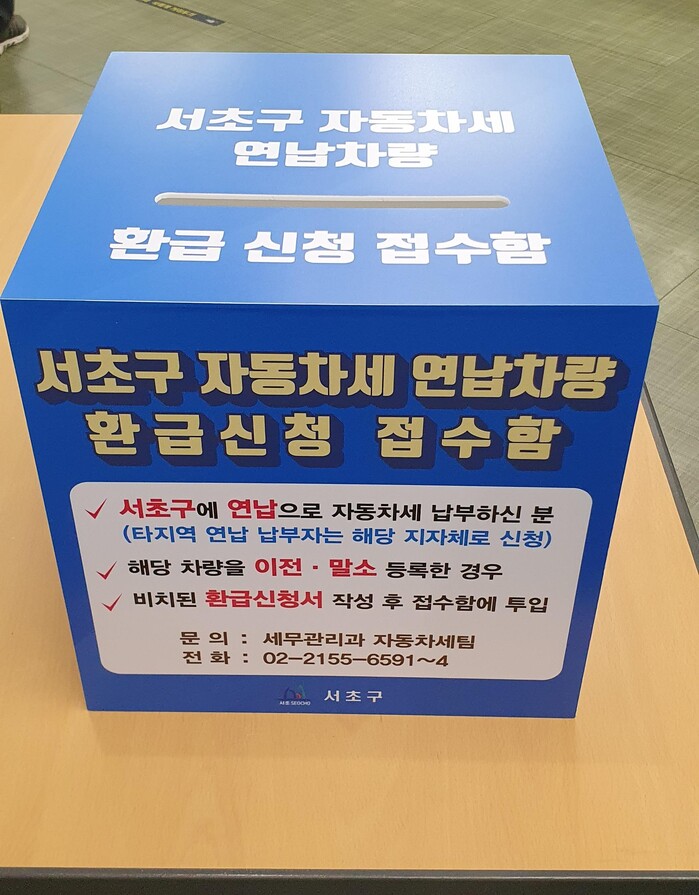 서초구 자동차세
연납차량
환급 신청 접수함
서초구 자동차세 연납차량
환급신청 접수함
서초구에 연납으로 자동차세 납부하신 분
(타지역 연납 납부자는 해당 지자체로 신청)
해당 차량을 이전 · 말소 등록한 경우
비치된 환급신청서 작성 후 접수함에 투입
문 의 : 세무관리과 자동차세팀
전 화 : 02-2155-6591~4
서초 SEOCHO 서초구